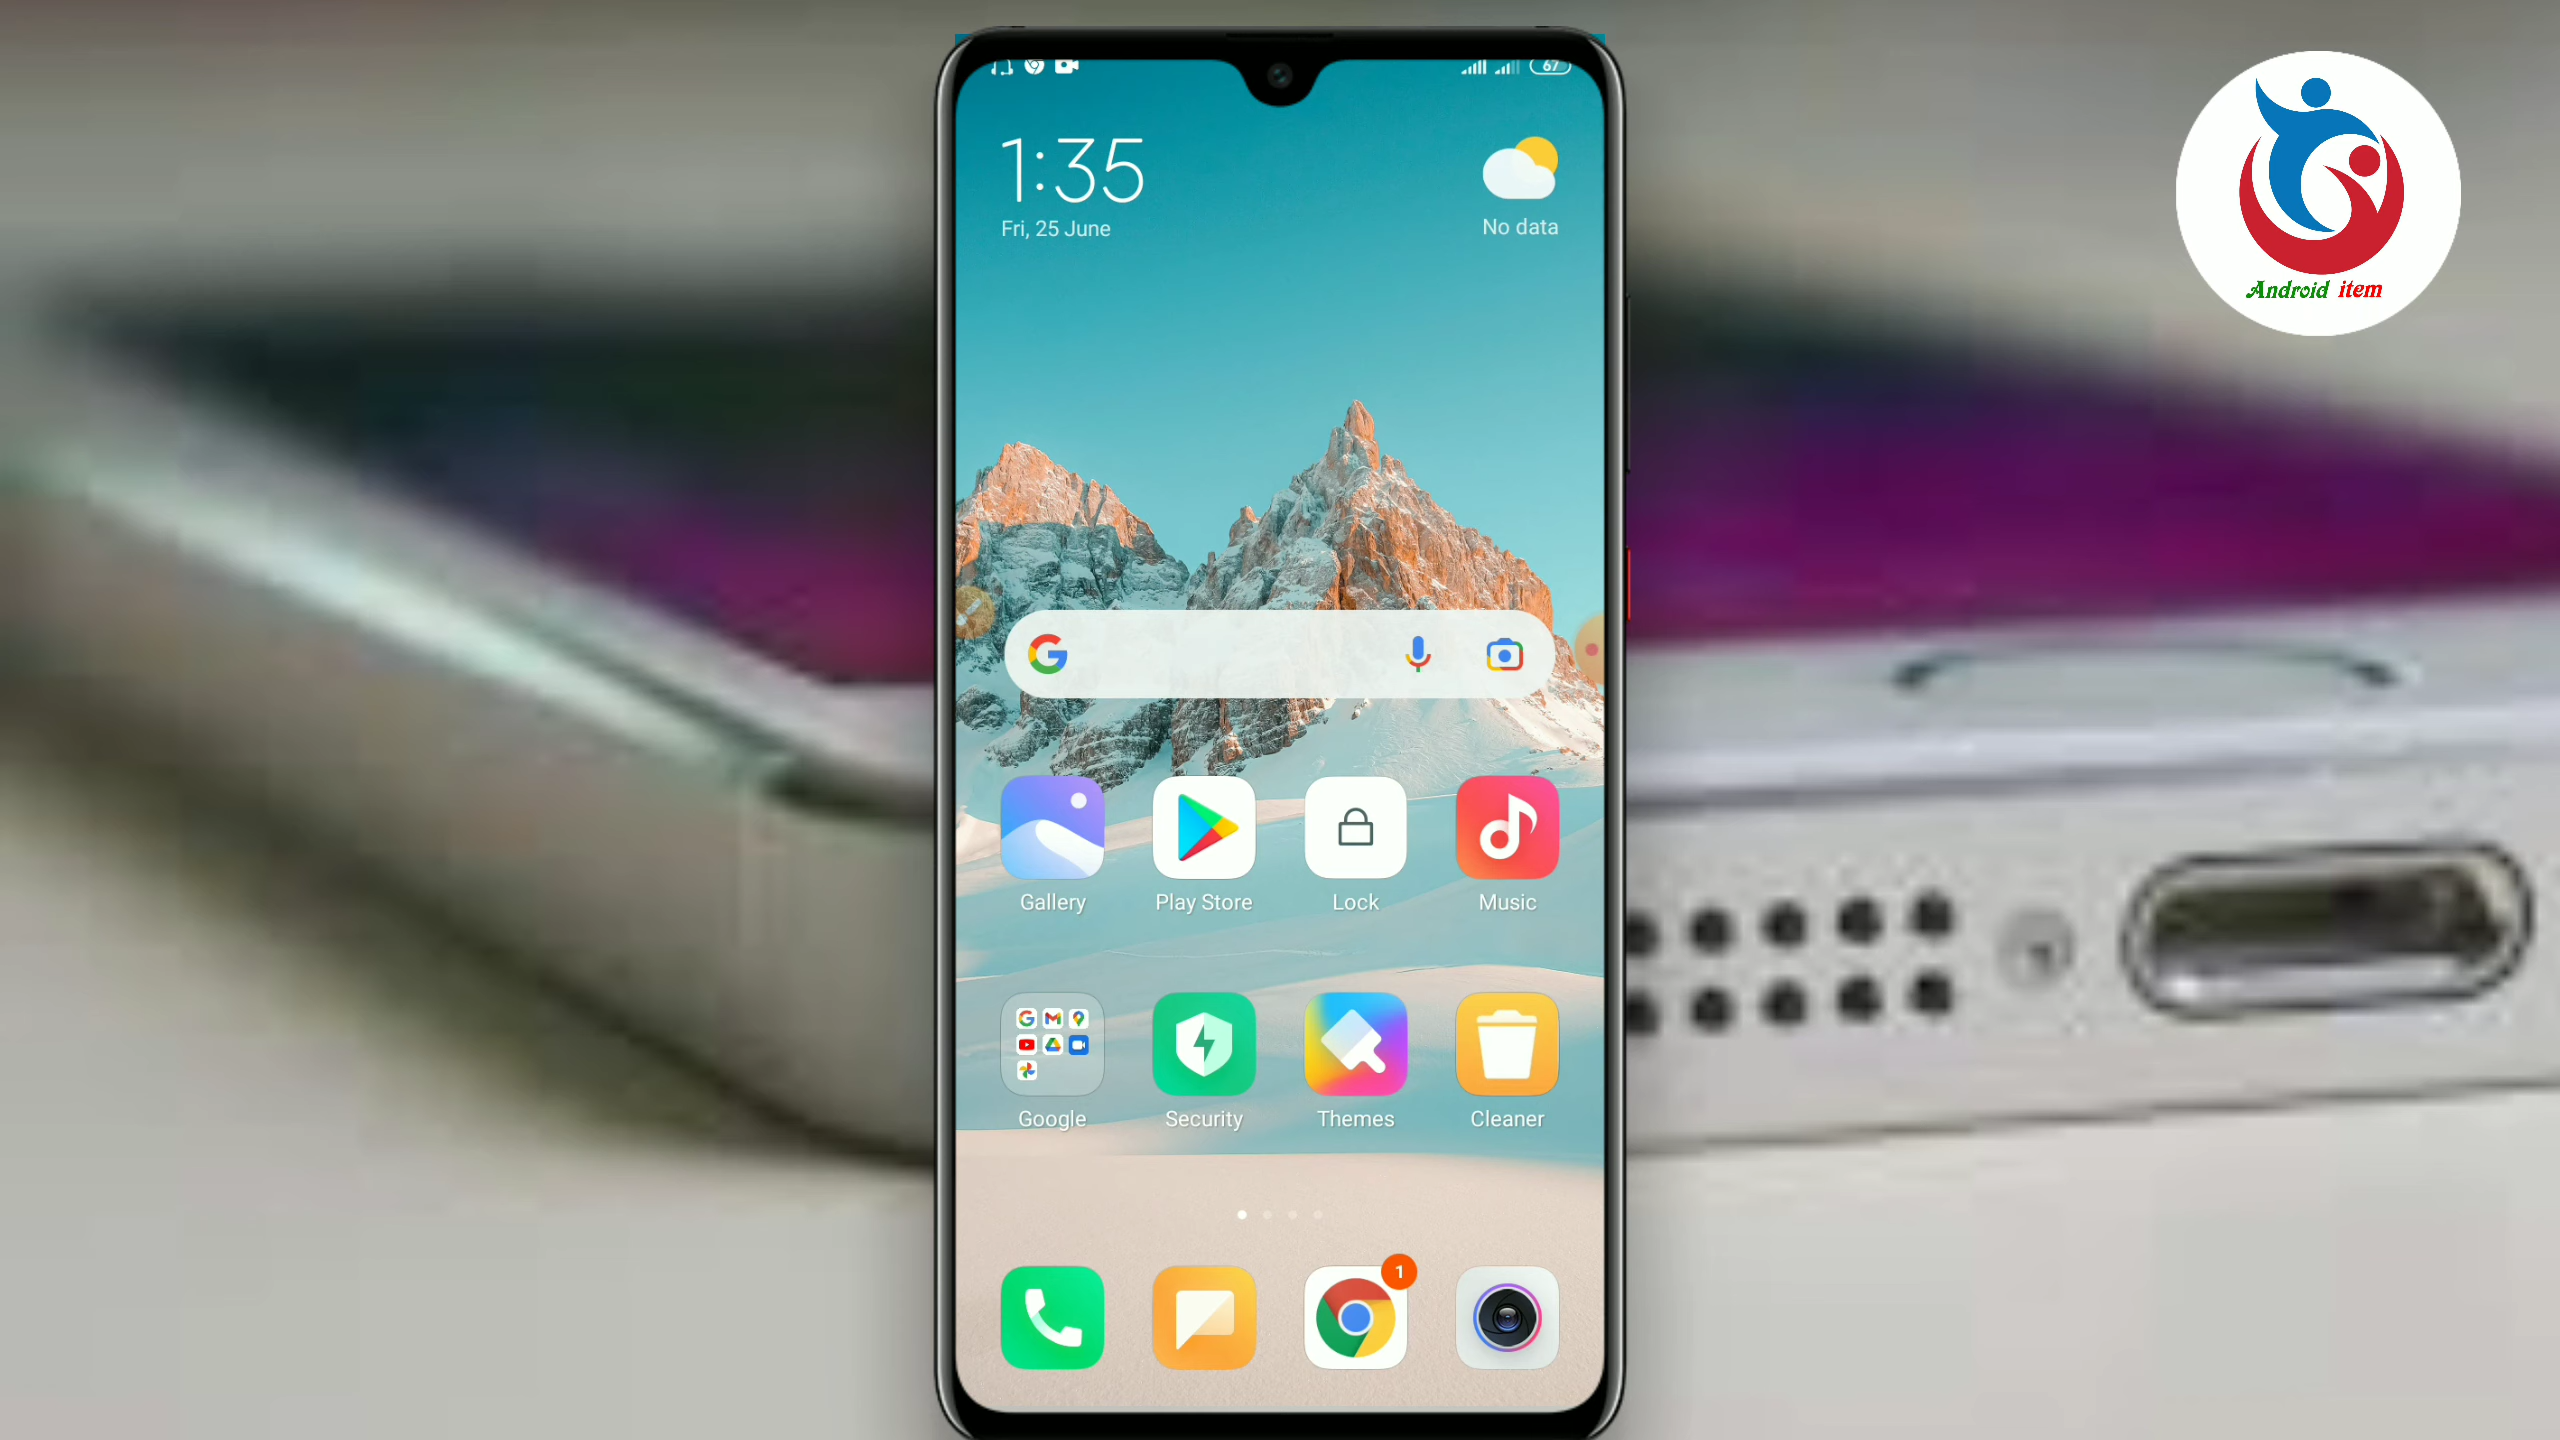 67
1:35
Fri, 25 June
No data
Android item
Gallery
Play Store
Lock
Music
Google
Security
Themes
Cleaner
1